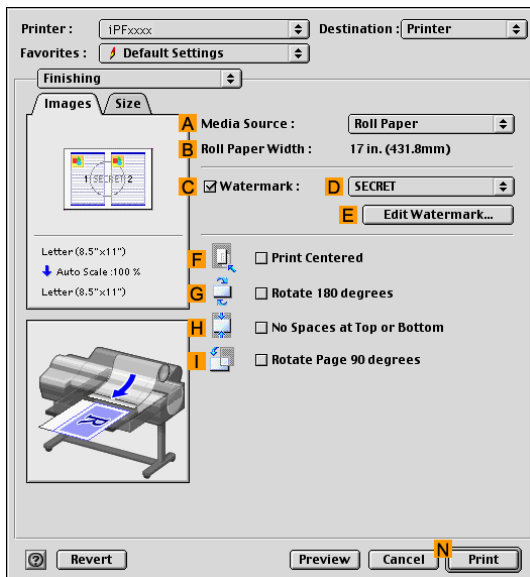 Printer : iPFxxxx Destination : Printer
Favorites : Default Settings
Finishing
Images Size
A Media Source : Roll Paper
B Roll Paper Width : 17 in. (431.8mm)
1 SECRET 2
C Watermark : D SECRET
E Edit Watermark...
Letter (8.5"x11")
F Print Centered
Auto Scale :100 %
Letter (8.5"x11")
G Rotate 180 degrees
H No Spaces at Top or Bottom
I Rotate Page 90 degrees
R
? Revert Preview Cancel N Print